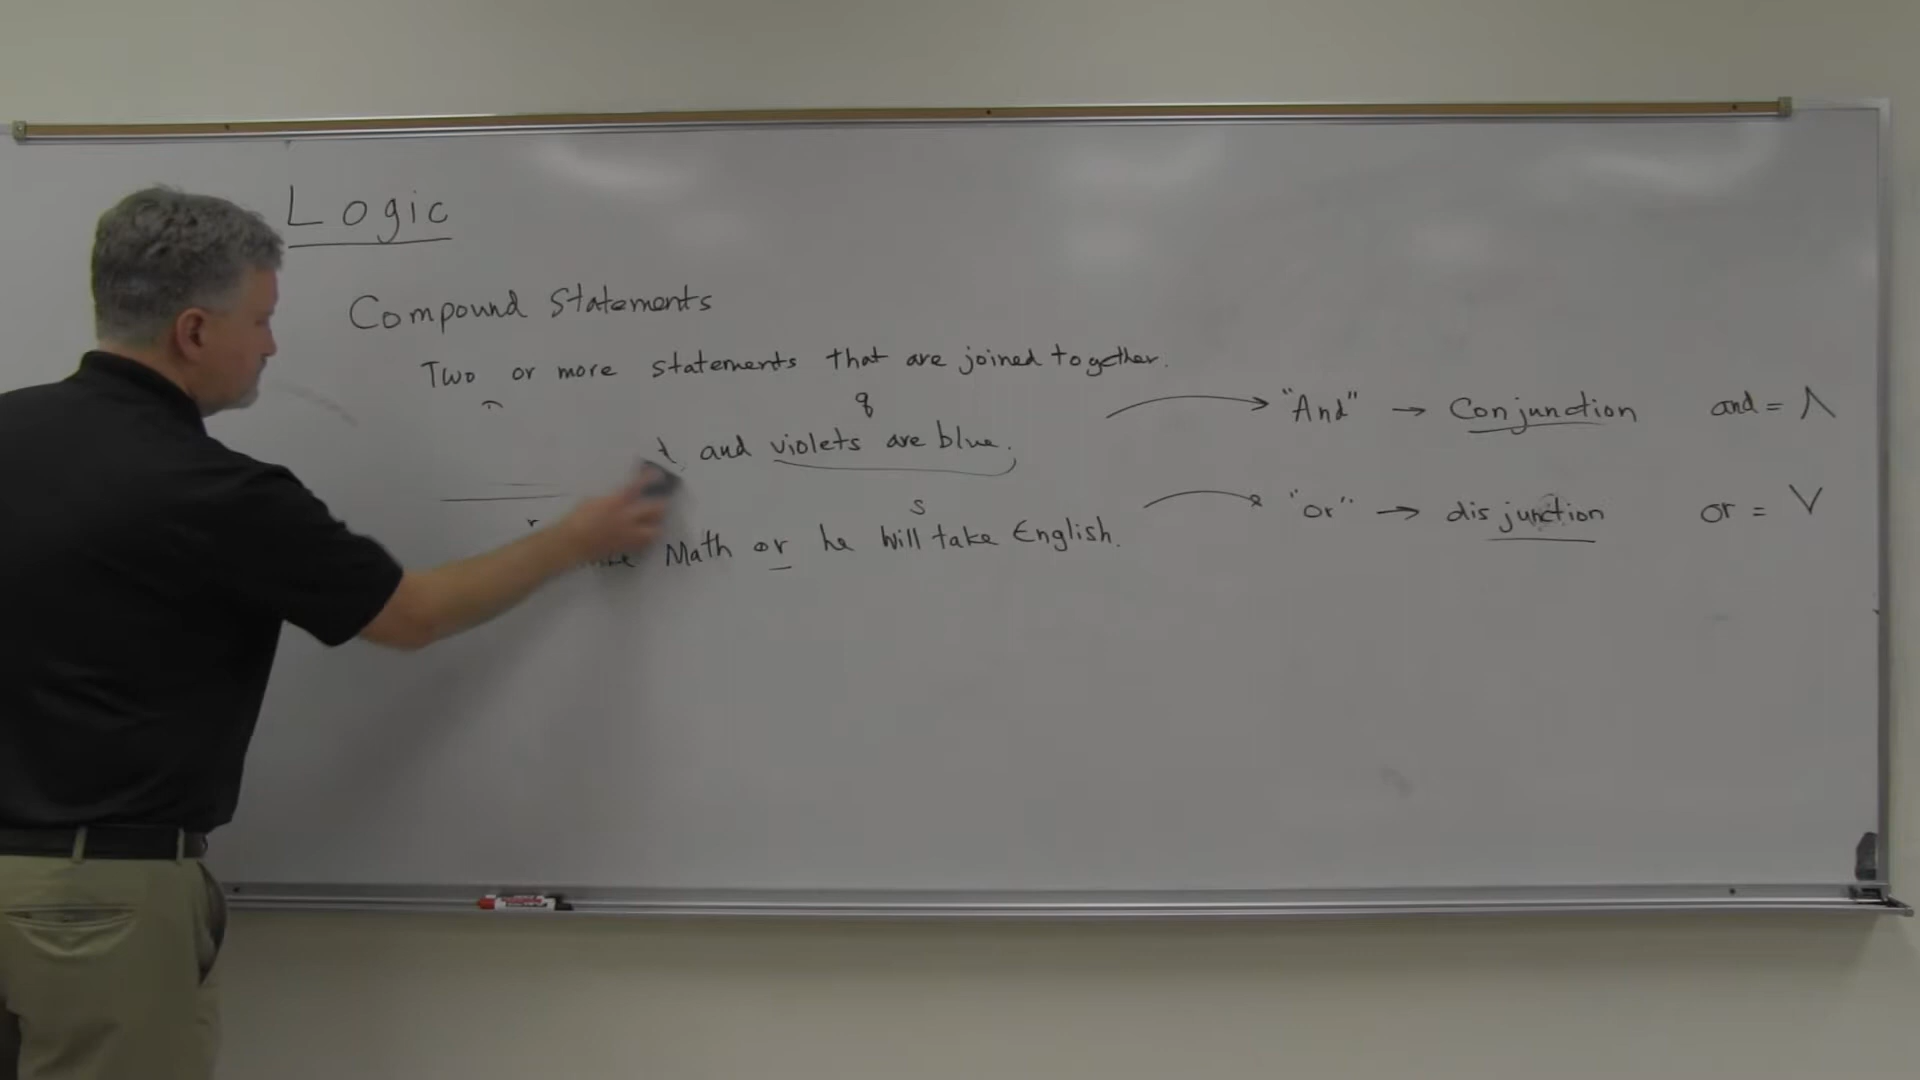 Logic
Compound Statements
Two or more statements that are joined together.
q
and violets are blue.
"And" → Conjunction and = ∧
r s
Math or he will take English.
"or" → disjunction or = ∨